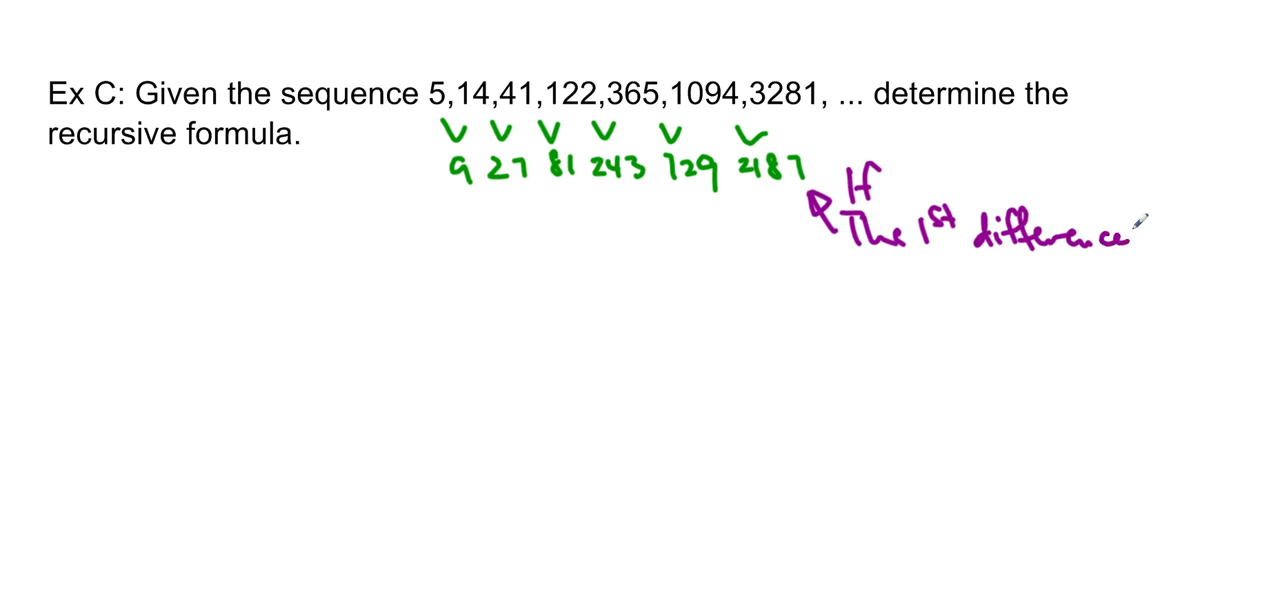 Ex C: Given the sequence 5,14,41,122,365,1094,3281, ... determine the
recursive formula.
9 27 81 243 729 2187
If
The 1st difference